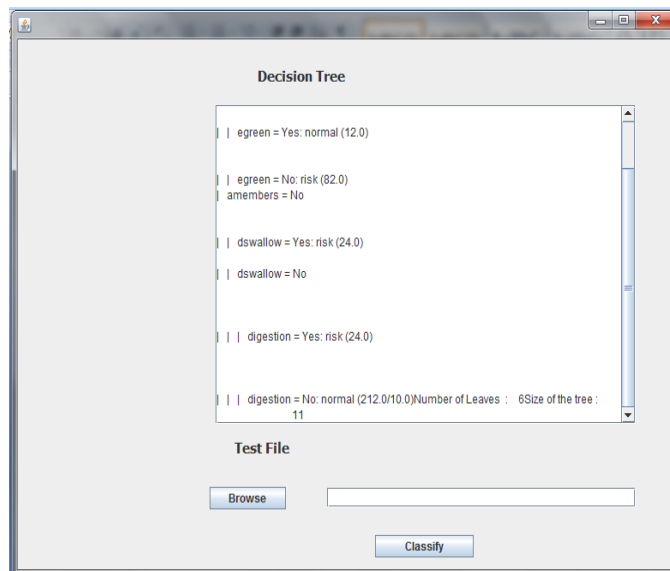 Decision Tree
| | egreen = Yes: normal (12.0)
| | egreen = No: risk (82.0)
| amembers = No
| | dswallow = Yes: risk (24.0)
| | dswallow = No
| | | digestion = Yes: risk (24.0)
| | | digestion = No: normal (212.0/10.0)Number of Leaves : 6Size of the tree :
11
Test File
Browse
Classify